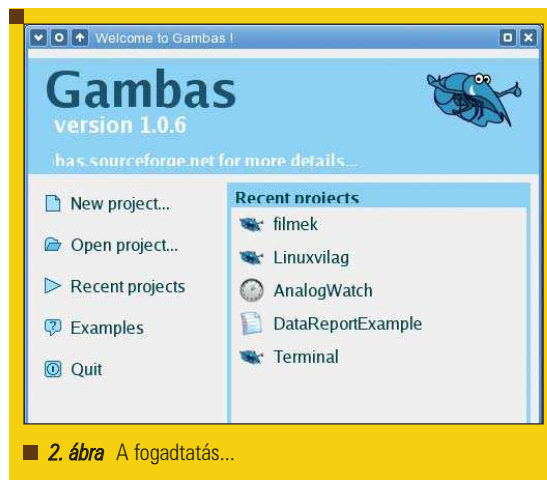 Welcome to Gambas !
Gambas
version 1.0.6
bas.sourceforge.net for more details...
New project...
Open project...
Recent projects
Examples
Quit
Recent projects
filmek
Linuxvilag
AnalogWatch
DataReportExample
Terminal
2. ábra A fogadtatás...